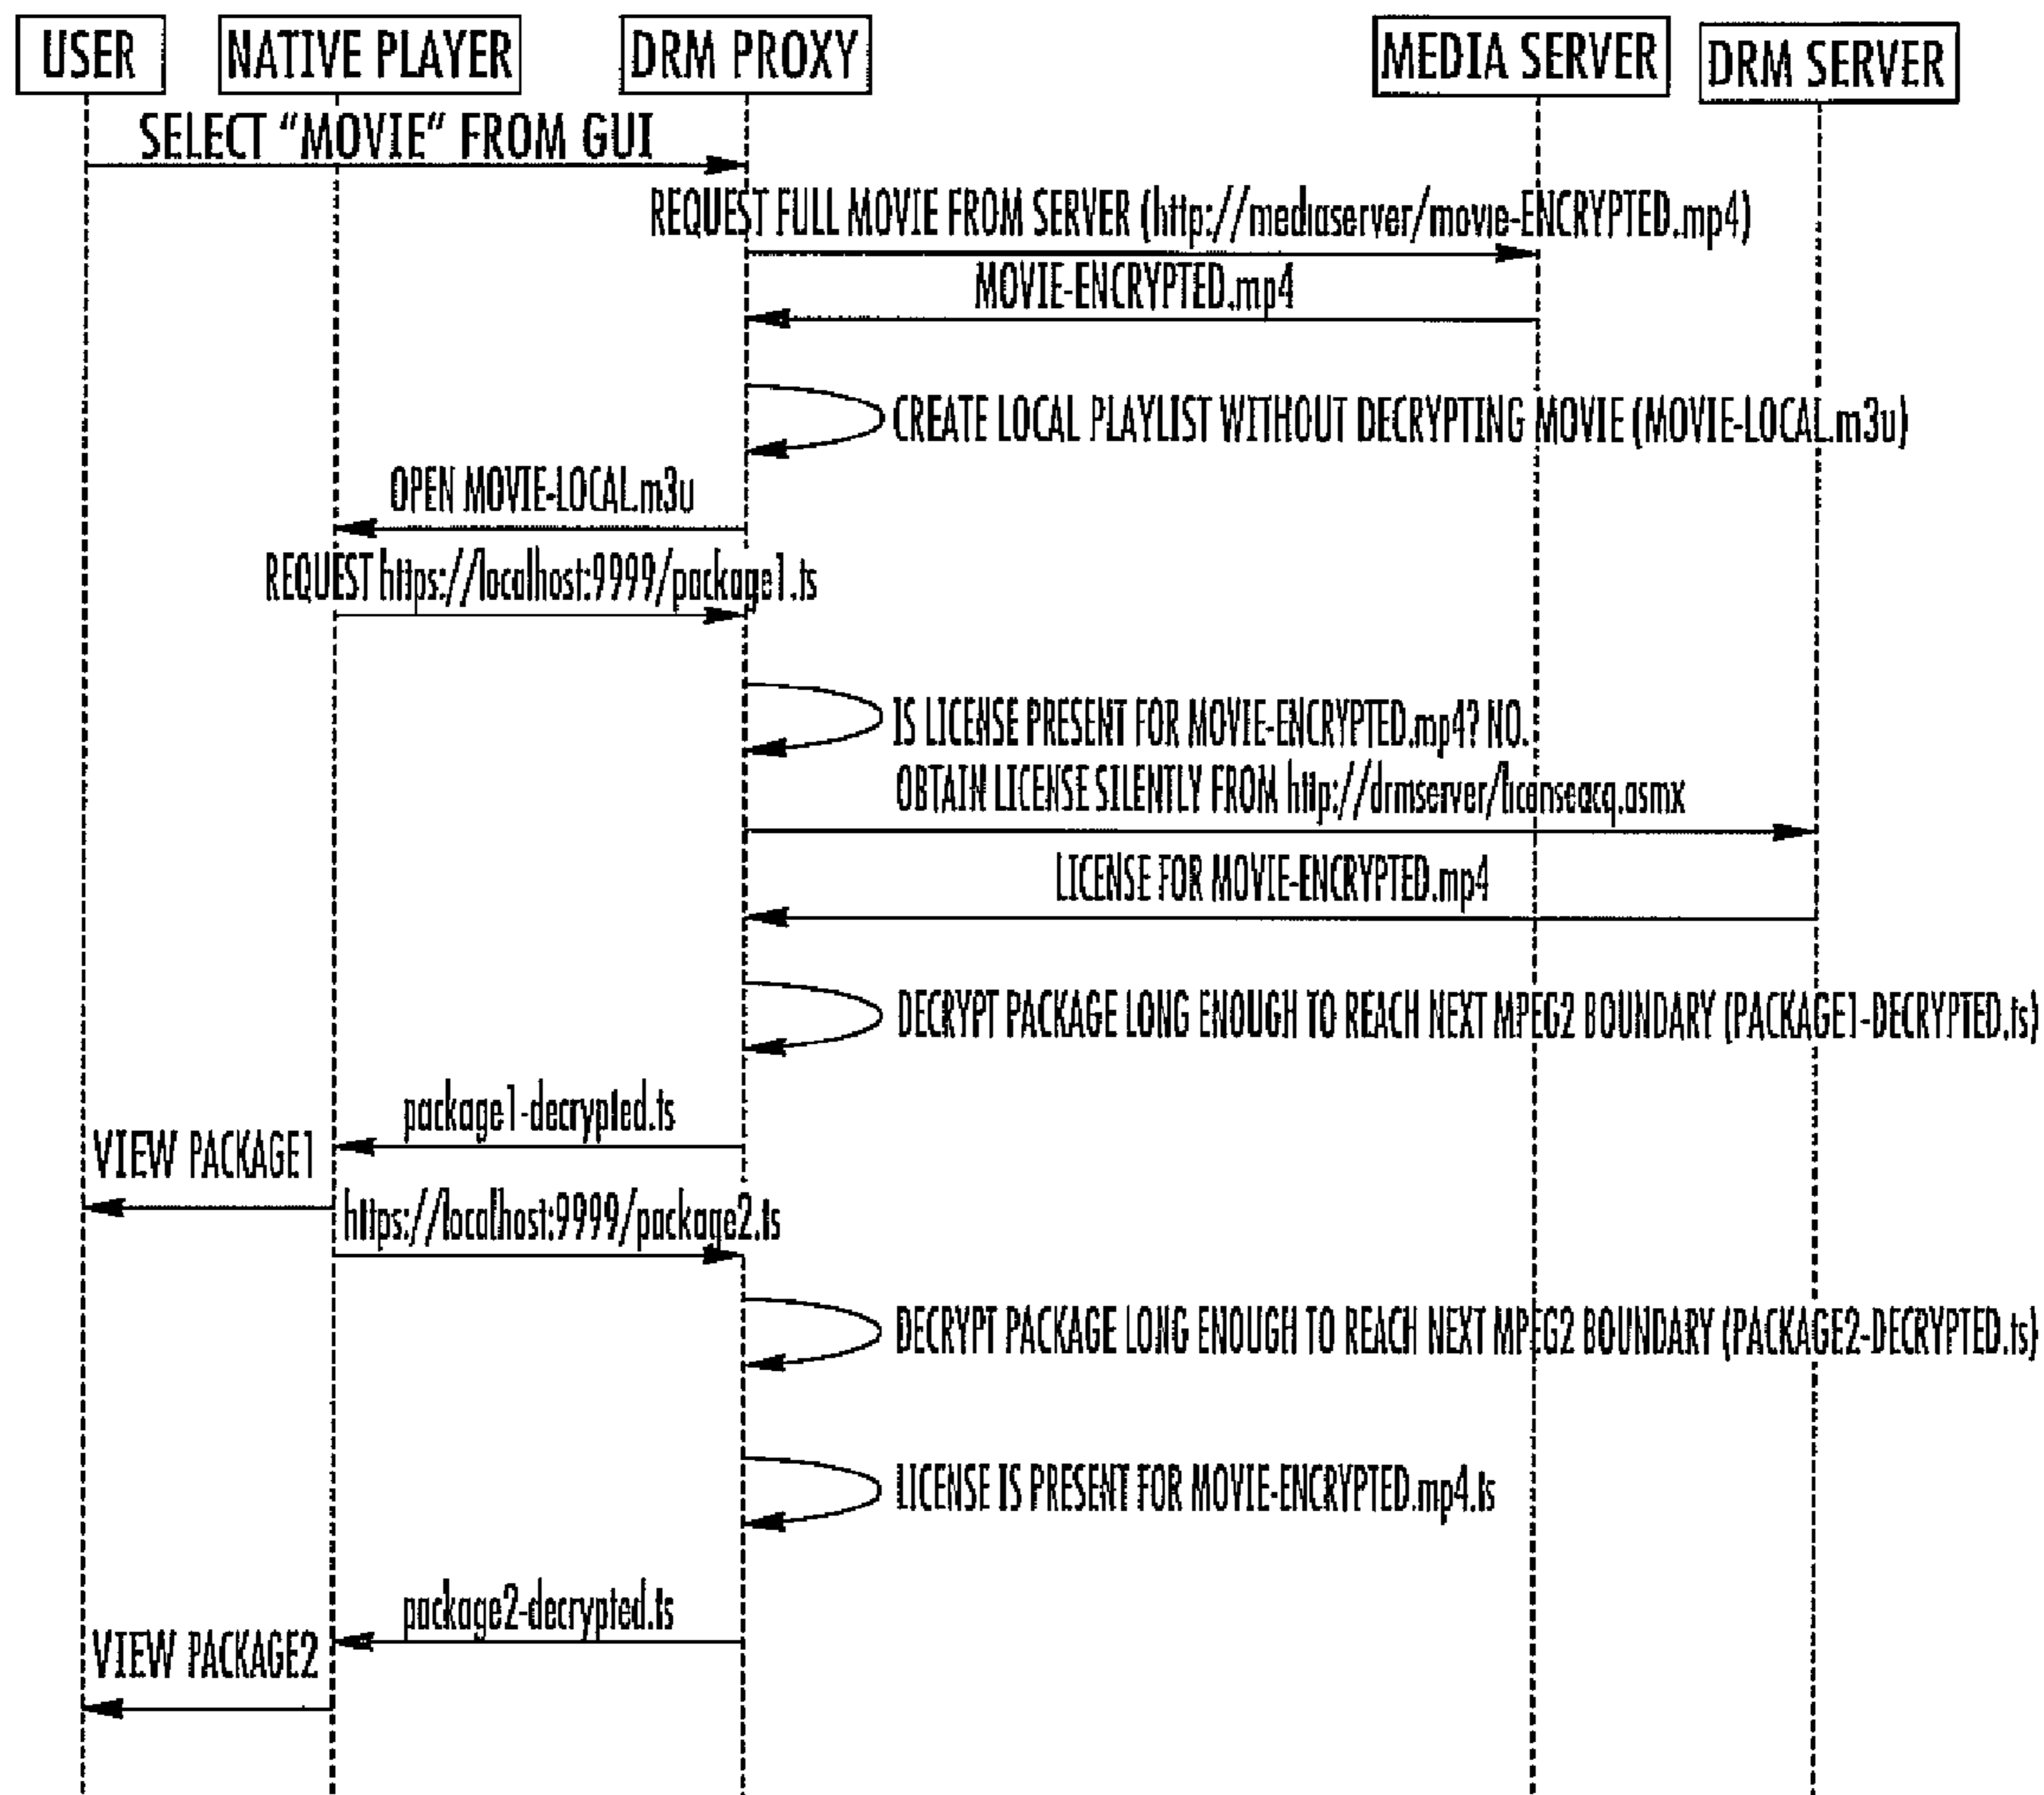 USER
NATIVE PLAYER
DRM PROXY
MEDIA SERVER
DRM SERVER
SELECT "MOVIE" FROM GUI
REQUEST FULL MOVIE FROM SERVER (http://mediaserver/movie-ENCRYPTED.mp4)
MOVIE-ENCRYPTED.mp4
CREATE LOCAL PLAYLIST WITHOUT DECRYPTING MOVIE (MOVIE-LOCAL.m3u)
OPEN MOVIE-LOCAL.m3u
REQUEST https://localhost:9999/package1.ts
IS LICENSE PRESENT FOR MOVIE-ENCRYPTED.mp4? NO.
OBTAIN LICENSE SILENTLY FROM http://drmserver/licenseacq.asmx
LICENSE FOR MOVIE-ENCRYPTED.mp4
DECRYPT PACKAGE LONG ENOUGH TO REACH NEXT MPEG2 BOUNDARY (PACKAGE1-DECRYPTED.ts)
package1-decrypted.ts
VIEW PACKAGE1
https://localhost:9999/package2.ts
DECRYPT PACKAGE LONG ENOUGH TO REACH NEXT MPEG2 BOUNDARY (PACKAGE2-DECRYPTED.ts)
LICENSE IS PRESENT FOR MOVIE-ENCRYPTED.mp4.ts
package2-decrypted.ts
VIEW PACKAGE2